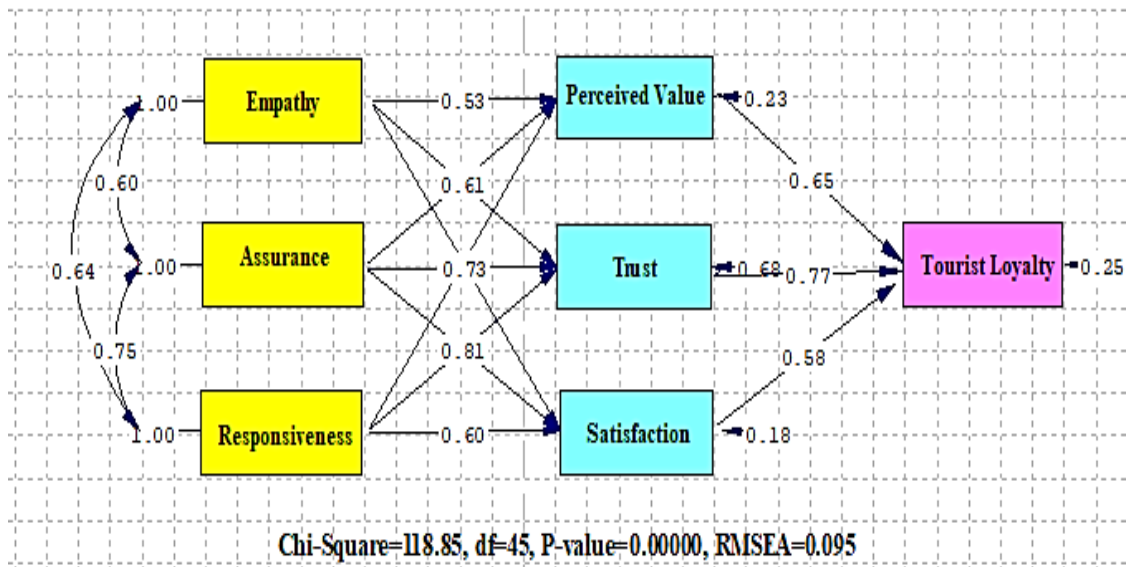 Empathy
Perceived Value
1.00
0.53
0.23
0.60
0.61
0.65
Assurance
Trust
Tourist Loyalty
1.00
0.64
0.73
0.68
0.77
0.25
0.75
0.81
0.58
Responsiveness
Satisfaction
1.00
0.60
0.18
Chi-Square=118.85, df=45, P-value=0.00000, RMSEA=0.095